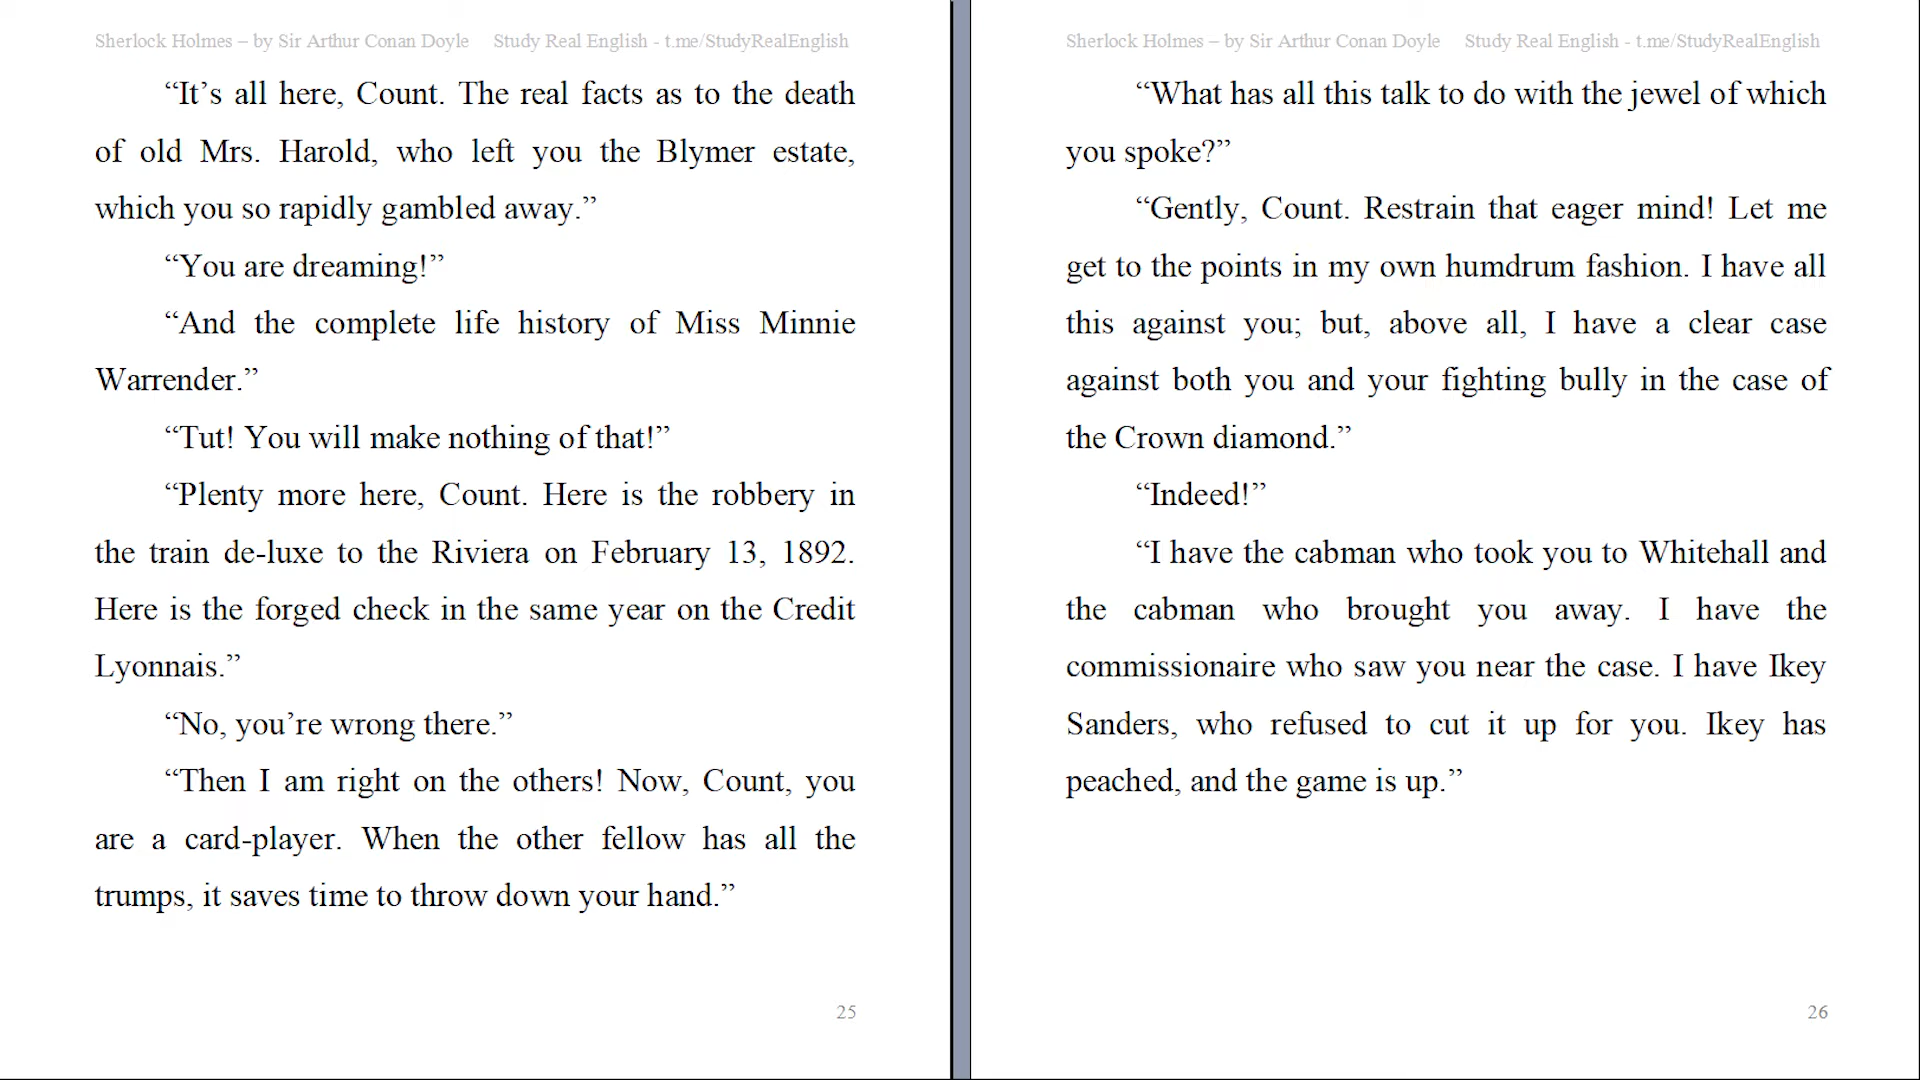 Sherlock Holmes – by Sir Arthur Conan Doyle Study Real English - t.me/StudyRealEnglish
“It’s all here, Count. The real facts as to the death
of old Mrs. Harold, who left you the Blymer estate,
which you so rapidly gambled away.”
“You are dreaming!”
“And the complete life history of Miss Minnie
Warrender.”
“Tut! You will make nothing of that!”
“Plenty more here, Count. Here is the robbery in
the train de-luxe to the Riviera on February 13, 1892.
Here is the forged check in the same year on the Credit
Lyonnais.”
“No, you’re wrong there.”
“Then I am right on the others! Now, Count, you
are a card-player. When the other fellow has all the
trumps, it saves time to throw down your hand.”
25
Sherlock Holmes – by Sir Arthur Conan Doyle Study Real English - t.me/StudyRealEnglish
“What has all this talk to do with the jewel of which
you spoke?”
“Gently, Count. Restrain that eager mind! Let me
get to the points in my own humdrum fashion. I have all
this against you; but, above all, I have a clear case
against both you and your fighting bully in the case of
the Crown diamond.”
“Indeed!”
“I have the cabman who took you to Whitehall and
the cabman who brought you away. I have the
commissionaire who saw you near the case. I have Ikey
Sanders, who refused to cut it up for you. Ikey has
peached, and the game is up.”
26